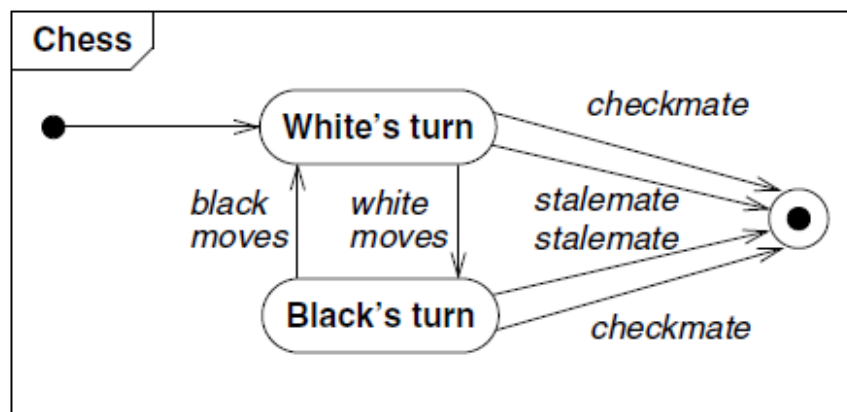 Chess
checkmate
White's turn
black
moves
white
moves
stalemate
stalemate
Black's turn
checkmate